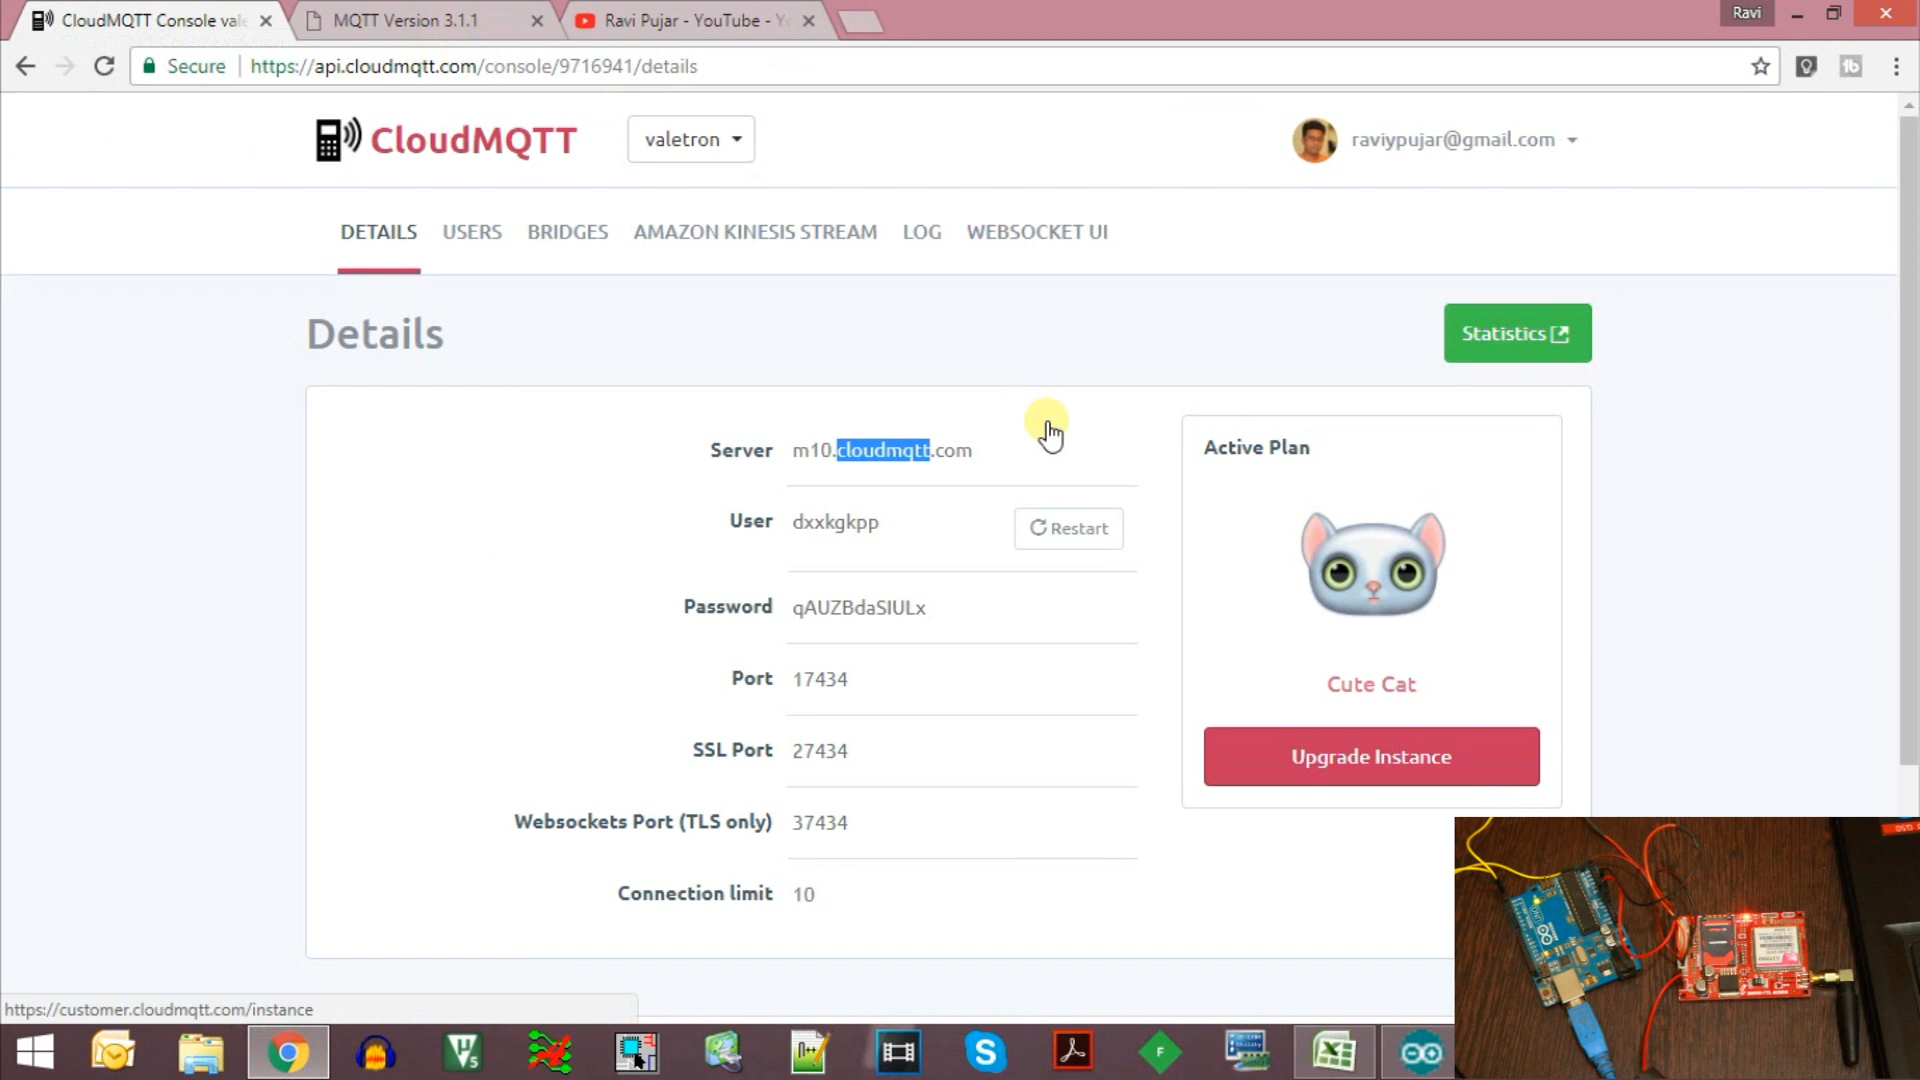 CloudMQTT Console vale
MQTT Version 3.1.1
Ravi Pujar - YouTube - Yo
Ravi
Secure
https://api.cloudmqtt.com/console/9716941/details
CloudMQTT
valetron
raviypujar@gmail.com
DETAILS USERS BRIDGES AMAZON KINESIS STREAM LOG WEBSOCKET UI
Details
Statistics
Server m10.cloudmqtt.com
User dxxkgkpp
Restart
Password qAUZBdaSIULx
Port 17434
SSL Port 27434
Websockets Port (TLS only) 37434
Connection limit 10
Active Plan
Cute Cat
Upgrade Instance
https://customer.cloudmqtt.com/instance